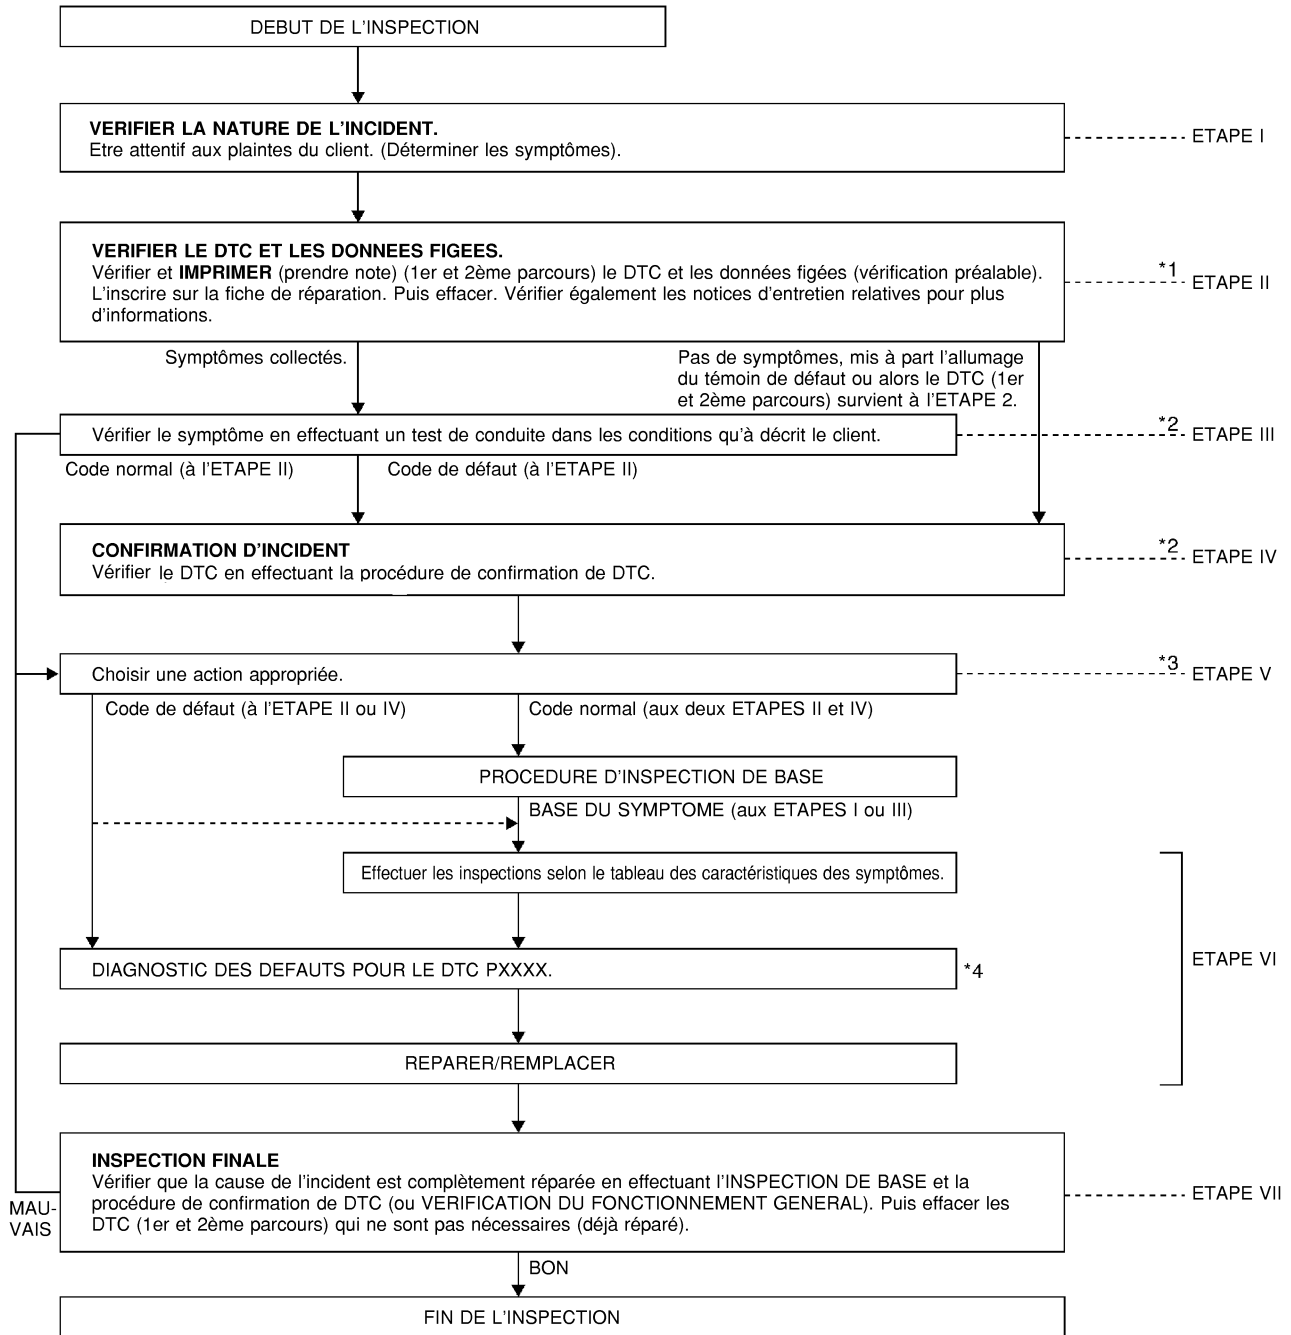 DEBUT DE L'INSPECTION
VERIFIER LA NATURE DE L'INCIDENT.
Etre attentif aux plaintes du client. (Déterminer les symptômes).
ETAPE I
VERIFIER LE DTC ET LES DONNEES FIGEES.
Vérifier et IMPRIMER (prendre note) (1er et 2ème parcours) le DTC et les données figées (vérification préalable).
L'inscrire sur la fiche de réparation. Puis effacer. Vérifier également les notices d'entretien relatives pour plus
d'informations.
*1
ETAPE II
Symptômes collectés.
Pas de symptômes, mis à part l'allumage
du témoin de défaut ou alors le DTC (1er
et 2ème parcours) survient à l'ETAPE 2.
Vérifier le symptôme en effectuant un test de conduite dans les conditions qu'à décrit le client.
*2
ETAPE III
Code normal (à l'ETAPE II)
Code de défaut (à l'ETAPE II)
CONFIRMATION D'INCIDENT
Vérifier le DTC en effectuant la procédure de confirmation de DTC.
*2
ETAPE IV
Choisir une action appropriée.
*3
ETAPE V
Code de défaut (à l'ETAPE II ou IV)
Code normal (aux deux ETAPES II et IV)
PROCEDURE D'INSPECTION DE BASE
BASE DU SYMPTOME (aux ETAPES I ou III)
Effectuer les inspections selon le tableau des caractéristiques des symptômes.
DIAGNOSTIC DES DEFAUTS POUR LE DTC PXXXX.
*4
ETAPE VI
REPARER/REMPLACER
INSPECTION FINALE
Vérifier que la cause de l'incident est complètement réparée en effectuant l'INSPECTION DE BASE et la
procédure de confirmation de DTC (ou VERIFICATION DU FONCTIONNEMENT GENERAL). Puis effacer les
DTC (1er et 2ème parcours) qui ne sont pas nécessaires (déjà réparé).
ETAPE VII
MAU-
VAIS
BON
FIN DE L'INSPECTION